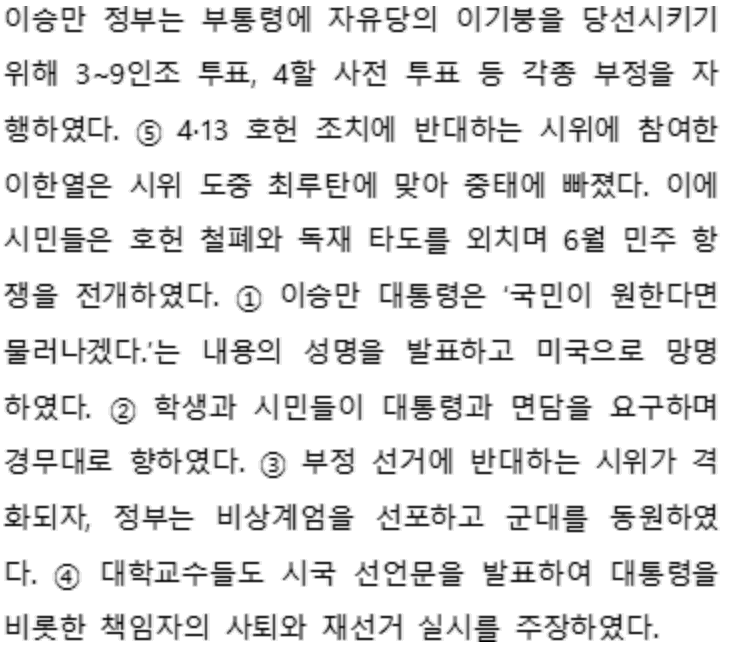 이승만 정부는 부통령에 자유당의 이기붕을 당선시키기
위해 3~9인조 투표, 4할 사전 투표 등 각종 부정을 자
행하였다. ⑤ 4·13 호헌 조치에 반대하는 시위에 참여한
이한열은 시위 도중 최루탄에 맞아 중태에 빠졌다. 이에
시민들은 호헌 철폐와 독재 타도를 외치며 6월 민주 항
쟁을 전개하였다. ① 이승만 대통령은 ‘국민이 원한다면
물러나겠다.’는 내용의 성명을 발표하고 미국으로 망명
하였다. ② 학생과 시민들이 대통령과 면담을 요구하며
경무대로 향하였다. ③ 부정 선거에 반대하는 시위가 격
화되자, 정부는 비상계엄을 선포하고 군대를 동원하였
다. ④ 대학교수들도 시국 선언문을 발표하여 대통령을
비롯한 책임자의 사퇴와 재선거 실시를 주장하였다.